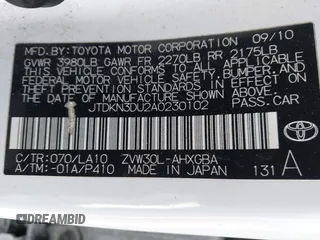 MFD.BY:TOYOTA MOTOR CORPORATION 09/10
GVWR 3980LB GAWR FR 2270LB RR 2175LB
THIS VEHICLE CONFORMS TO ALL APPLICABLE
FEDERAL MOTOR VEHICLE SAFETY, BUMPER, AND
THEFT PREVENTION STANDARDS IN EFFECT ON
THE DATE OF MANUFACTURE SHOWN ABOVE.
JTDKN3DU2A0230102 PASS.CAR
C/TR:070/LA10 ZVW30L-AHXGBA
A/TM:-01A/P410 MADE IN JAPAN 131 A
TOYOTA
DREAMBID